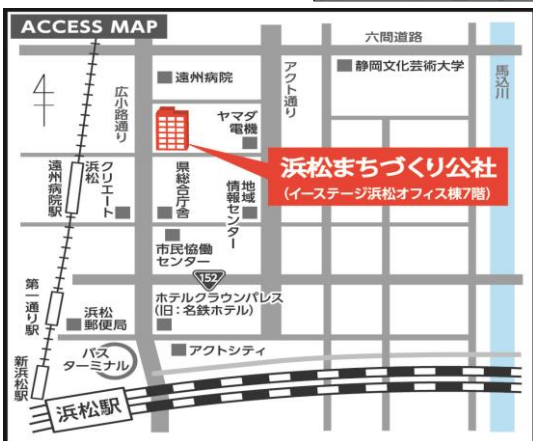 ACCESS MAP
六間道路
遠州病院
静岡文化芸術大学
アクト通り
馬込川
広小路通り
ヤマダ
電機
浜松まちづくり公社
(イーステージ浜松オフィス棟7階)
遠州病院駅
クリエート
浜松
県総合庁舎
地域
情報センター
市民協働
センター
152
第一通り駅
浜松
郵便局
ホテルクラウンパレス
(旧:名鉄ホテル)
バス
ターミナル
アクトシティ
新浜松駅
浜松駅